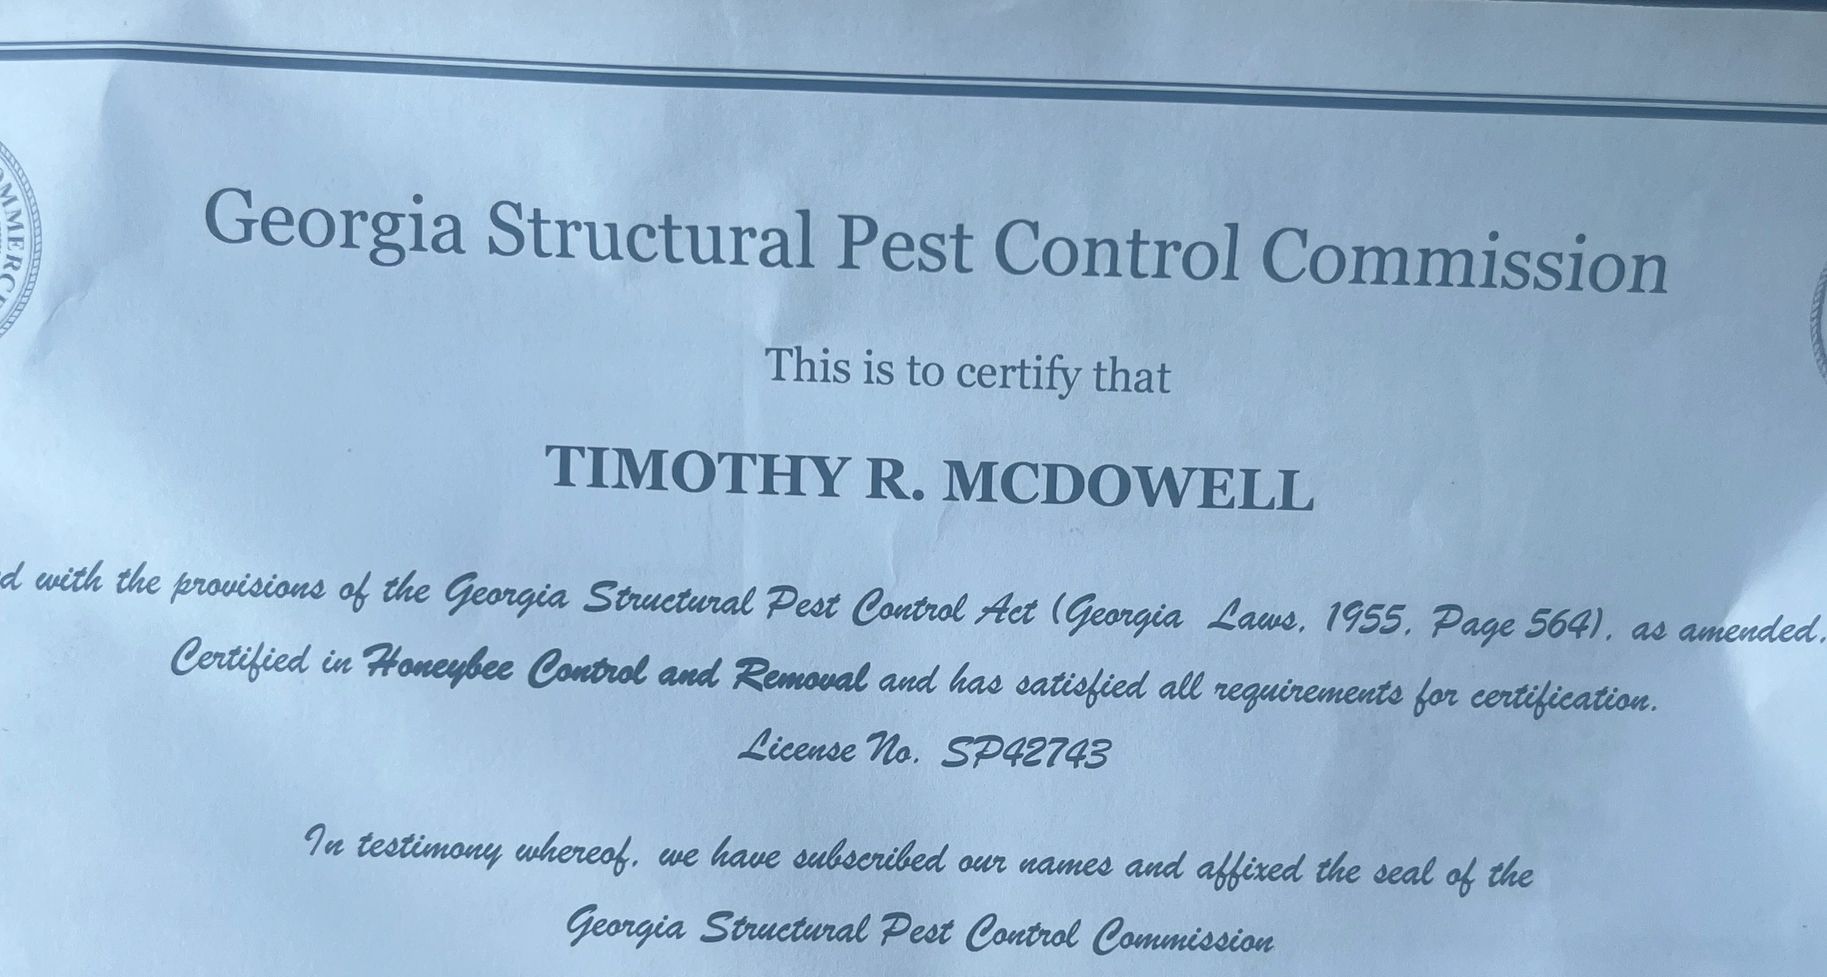 Georgia Structural Pest Control Commission
This is to certify that
TIMOTHY R. MCDOWELL
with the provisions of the Georgia Structural Pest Control Act (Georgia Laws, 1955, Page 564), as amended,
Certified in Honeybee Control and Removal and has satisfied all requirements for certification.
License No. SP42743
In testimony whereof, we have subscribed our names and affixed the seal of the
Georgia Structural Pest Control Commission